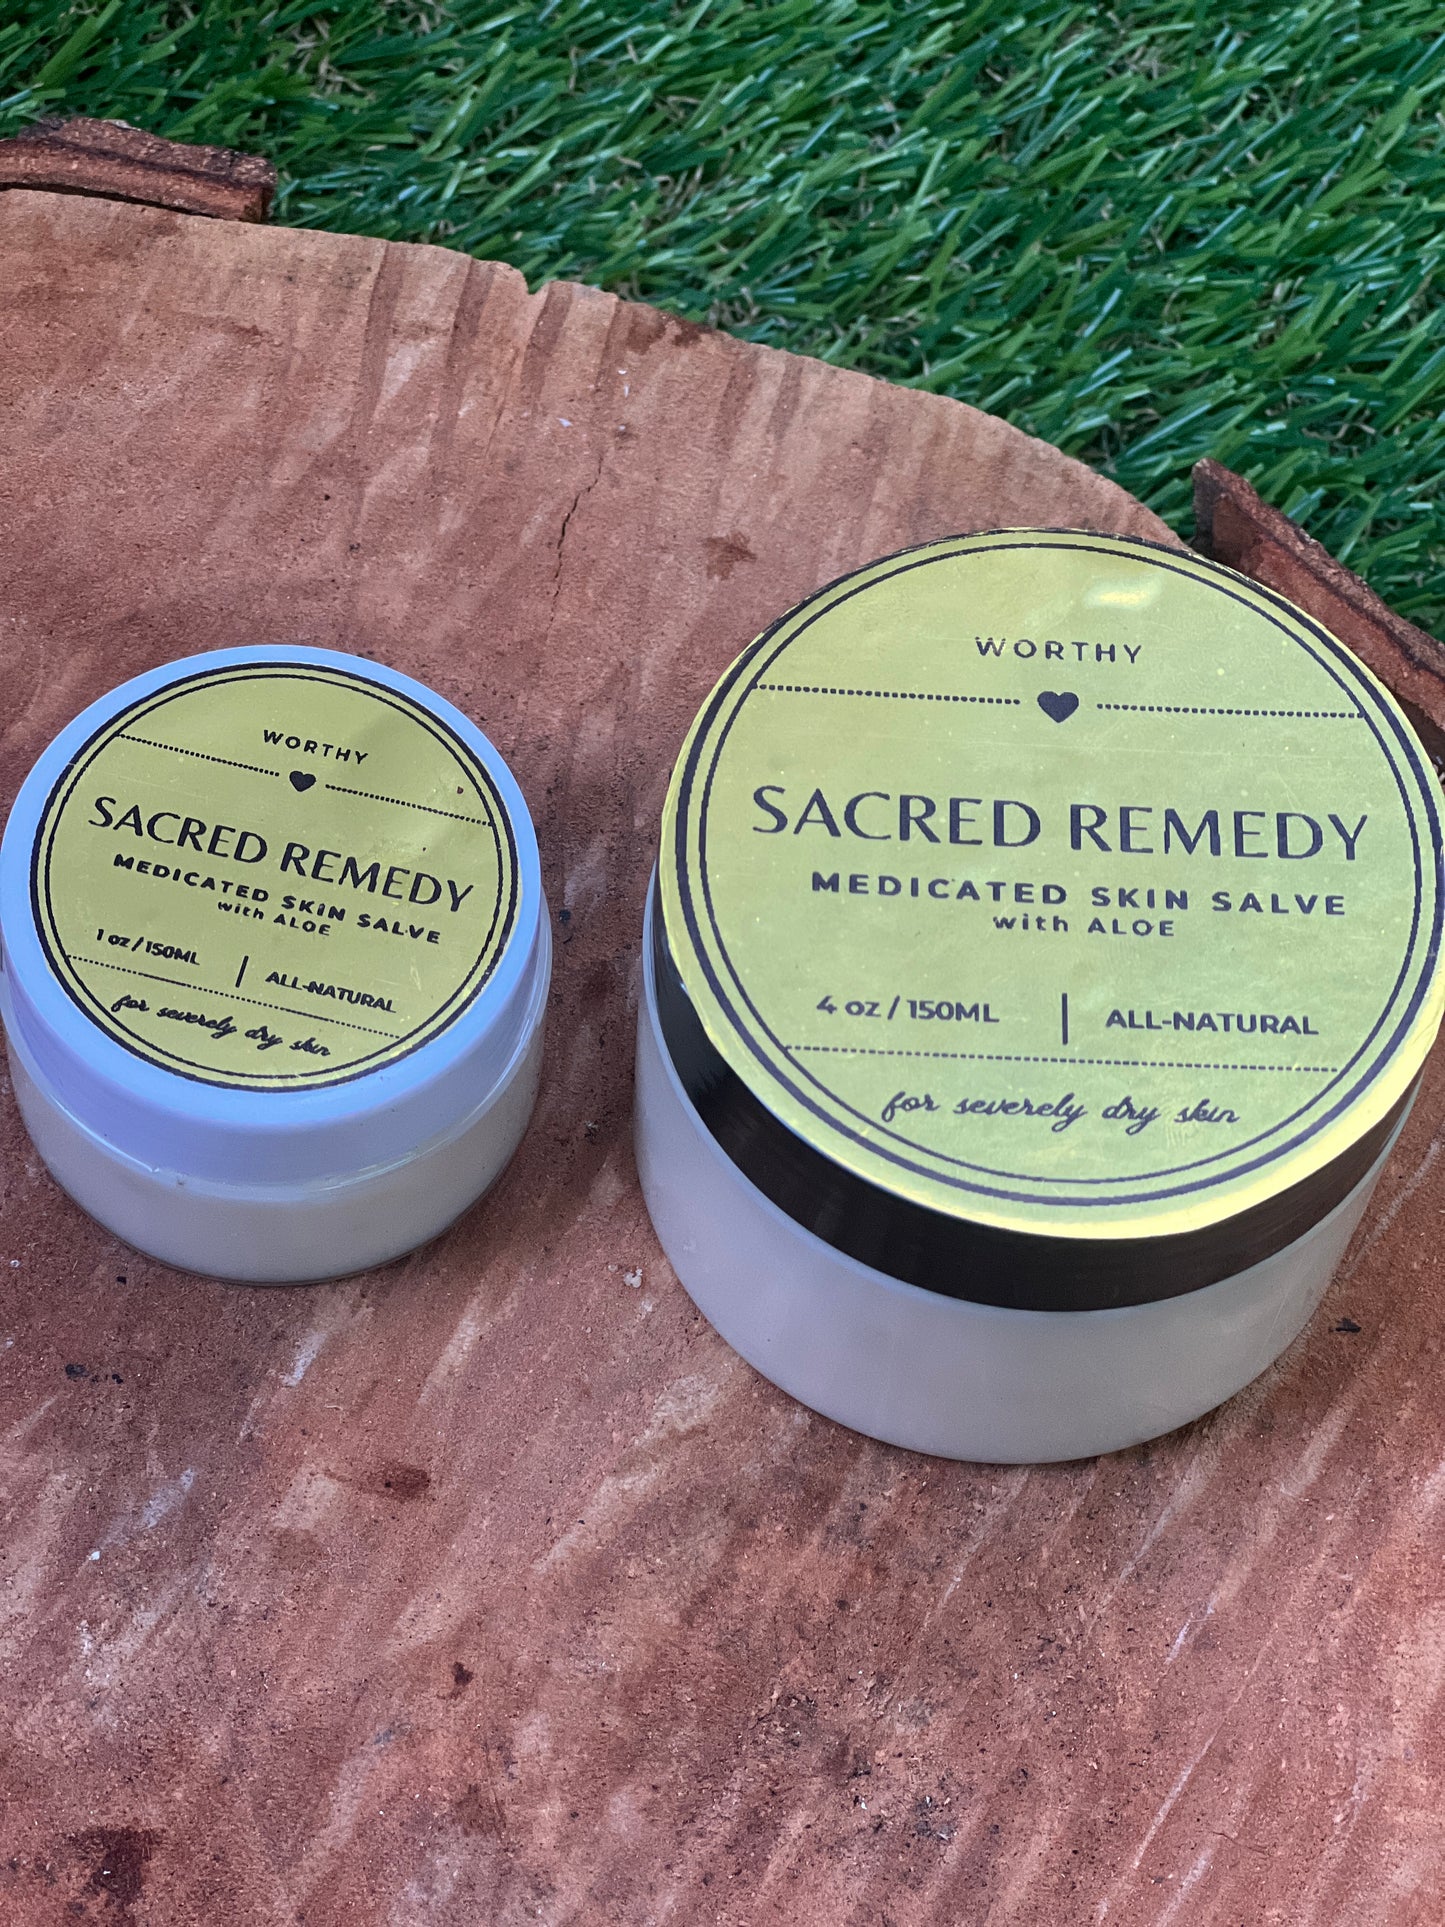 WORTHY
SACRED REMEDY
MEDICATED SKIN SALVE
with ALOE
1 oz / 150ML | ALL-NATURAL
for severely dry skin
WORTHY
SACRED REMEDY
MEDICATED SKIN SALVE
with ALOE
4 oz / 150ML | ALL-NATURAL
for severely dry skin